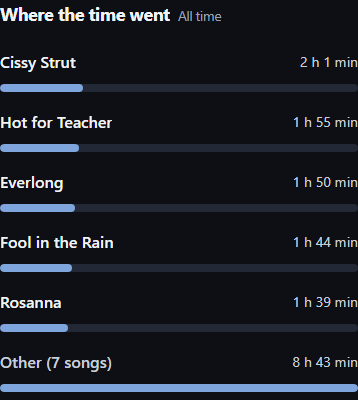 Where the time went All time
Cissy Strut 2 h 1 min
Hot for Teacher 1 h 55 min
Everlong 1 h 50 min
Fool in the Rain 1 h 44 min
Rosanna 1 h 39 min
Other (7 songs) 8 h 43 min